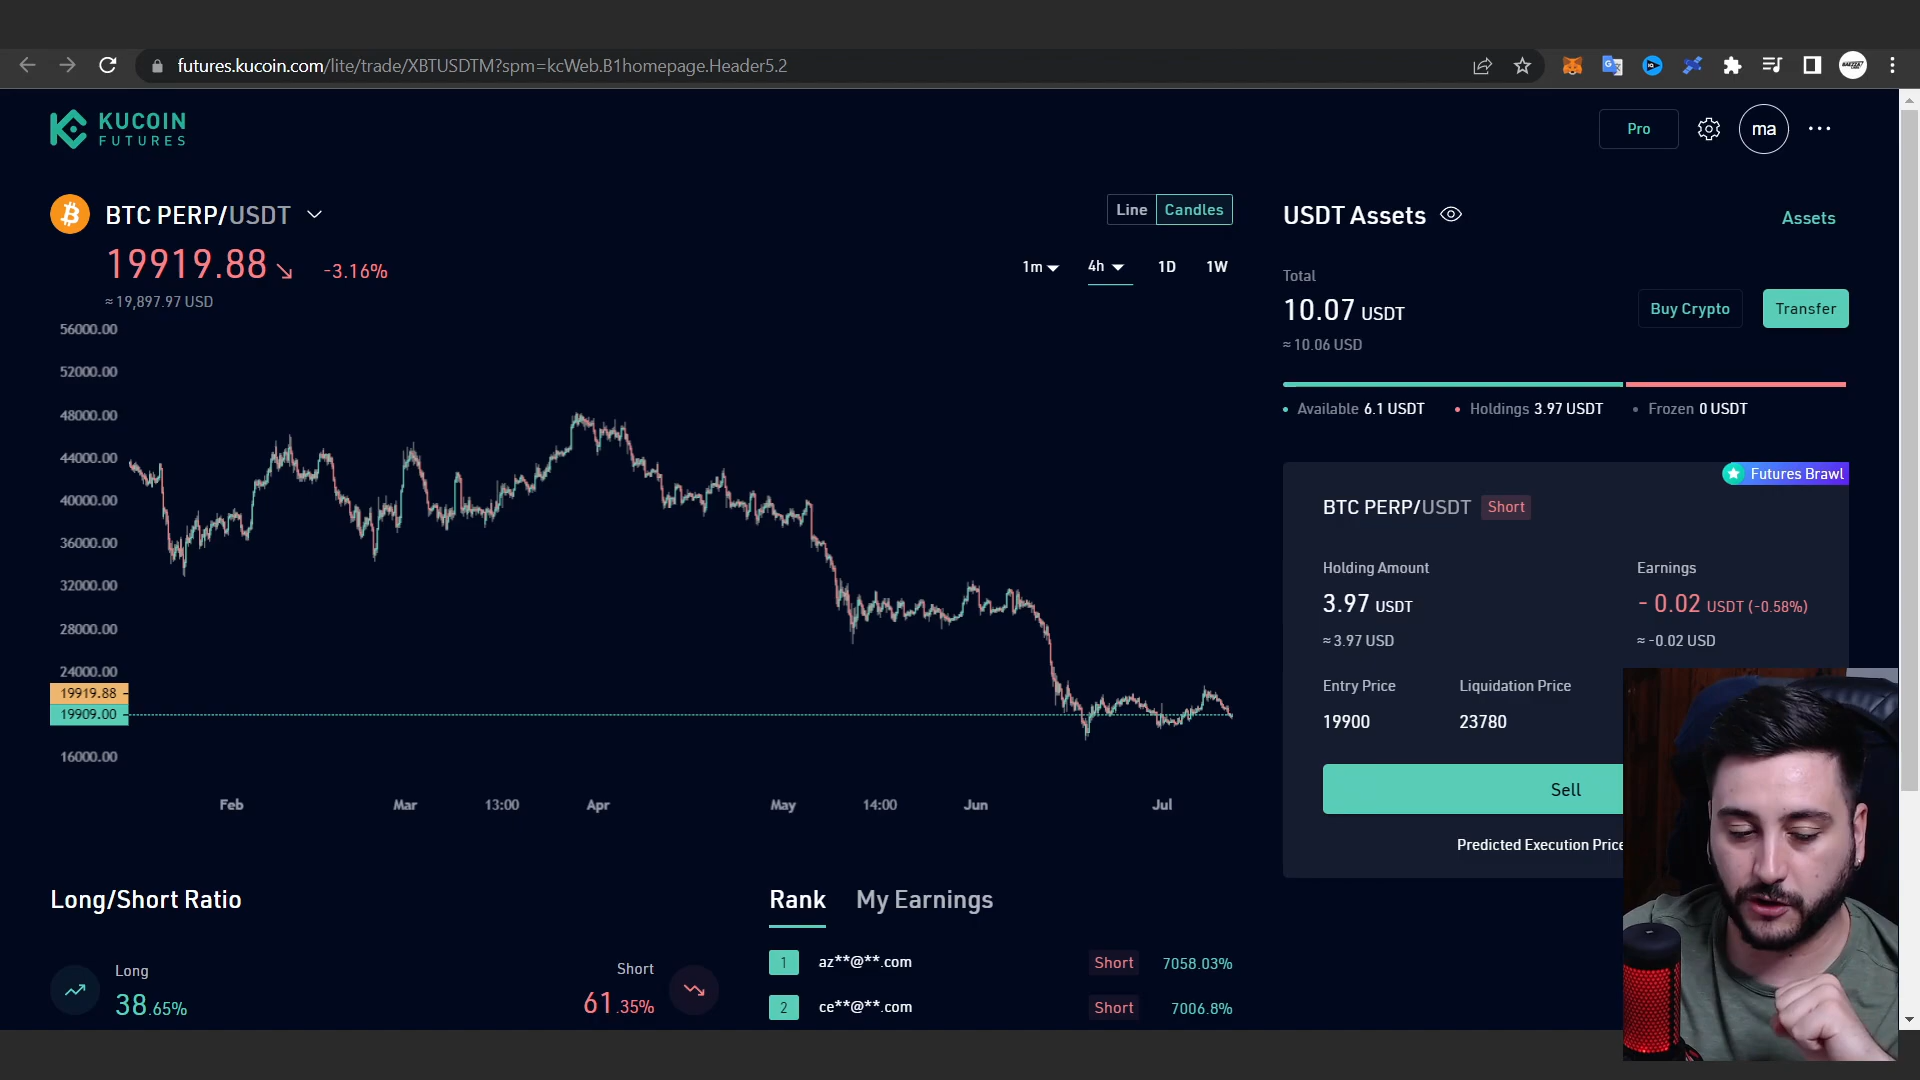 futures.kucoin.com/lite/trade/XBTUSDTM?spm=kcWeb.B1homepage.Header5.2
KUCOIN
FUTURES
Pro
ma
BTC PERP/USDT
19919.88 -3.16%
≈ 19,897.97 USD
Line Candles
1m 4h 1D 1W
56000.00
52000.00
48000.00
44000.00
40000.00
36000.00
32000.00
28000.00
24000.00
19919.88
19909.00
16000.00
Feb Mar 13:00 Apr May 14:00 Jun Jul
USDT Assets
Assets
Total
10.07 USDT
≈ 10.06 USD
Buy Crypto
Transfer
Available 6.1 USDT Holdings 3.97 USDT Frozen 0 USDT
Futures Brawl
BTC PERP/USDT Short
Holding Amount Earnings
3.97 USDT - 0.02 USDT (-0.58%)
≈ 3.97 USD ≈ -0.02 USD
Entry Price Liquidation Price
19900 23780
Sell
Predicted Execution Price
Long/Short Ratio
Long Short
38.65% 61.35%
Rank My Earnings
1 az**@**.com Short 7058.03%
2 ce**@**.com Short 7006.8%